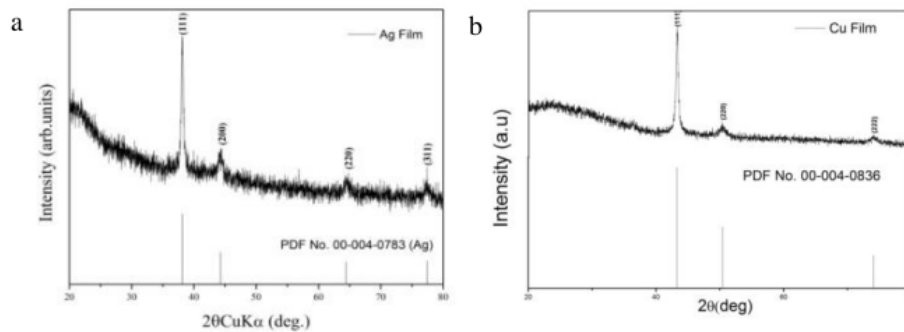 a
Ag Film
(111)
(200)
(220)
(311)
Intensity (arb.units)
PDF No. 00-004-0783 (Ag)
20 30 40 50 60 70 80
2θCuKα (deg.)
b
Cu Film
(111)
(220)
(222)
Intensity (a.u)
PDF No. 00-004-0836
20 40 60
2θ(deg)